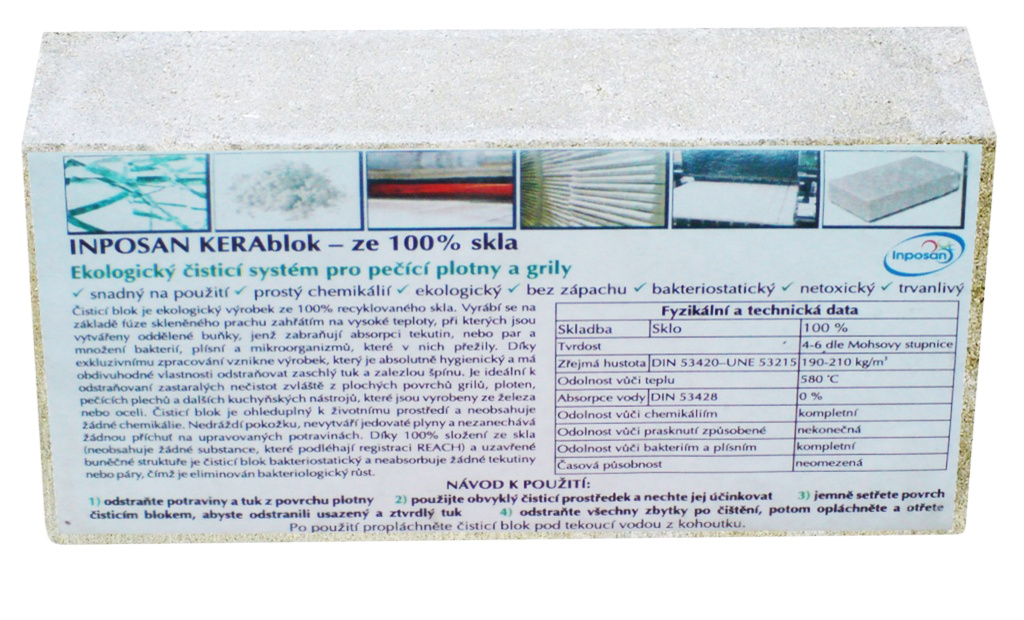 INPOSAN KERAblok – ze 100% skla
Inposan
Ekologický čisticí systém pro pečící plotny a grily
✓ snadný na použití ✓ prostý chemikálií ✓ ekologický ✓ bez zápachu ✓ bakteriostatický ✓ netoxický ✓ trvanlivý
Čisticí blok je ekologický výrobek ze 100% recyklovaného skla. Vyrábí se na
základě fúze skleněného prachu zahřátím na vysoké teploty, při kterých jsou
vytvářeny oddělené buňky, jenž zabraňují absorpci tekutin, nebo par a
množení bakterií, plísní a mikroorganizmů, které v nich přežily. Díky
exkluzivnímu zpracování vznikne výrobek, který je absolutně hygienický a má
obdivuhodné vlastnosti odstraňovat zaschlý tuk a zalezlou špínu. Je ideální k
odstraňování zastaralých nečistot zvláště z plochých povrchů grilů, ploten,
pečících plechů a dalších kuchyňských nástrojů, které jsou vyrobeny ze železa
nebo oceli. Čisticí blok je ohleduplný k životnímu prostředí a neobsahuje
žádné chemikálie. Nedráždí pokožku, nevytváří jedovaté plyny a nezanechává
žádnou příchuť na upravovaných potravinách. Díky 100% složení ze skla
(neobsahuje žádné substance, které podléhají registraci REACH) a uzavřené
buněčné struktuře je čisticí blok bakteriostatický a neabsorbuje žádné tekutiny
nebo páry, čímž je eliminován bakteriologický růst.
Fyzikální a technická data
Skladba Sklo 100 %
Tvrdost 4-6 dle Mohsovy stupnice
Zřejmá hustota DIN 53420–UNE 53215 190-210 kg/m³
Odolnost vůči teplu 580 °C
Absorpce vody DIN 53428 0 %
Odolnost vůči chemikáliím kompletní
Odolnost vůči prasknutí způsobené nekonečná
Odolnost vůči bakteriím a plísním kompletní
Časová působnost neomezená
NÁVOD K POUŽITÍ:
1) odstraňte potraviny a tuk z povrchu plotny 2) použijte obvyklý čisticí prostředek a nechte jej účinkovat 3) jemně setřete povrch
čisticím blokem, abyste odstranili usazený a ztvrdlý tuk 4) odstraňte všechny zbytky po čištění, potom opláchněte a otřete
Po použití propláchněte čisticí blok pod tekoucí vodou z kohoutku.